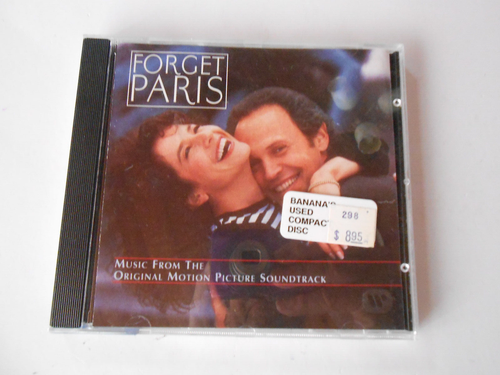 FORGET
PARIS
BANANA'S
USED
COMPACT
DISC
298
$ 895
MUSIC FROM THE
ORIGINAL MOTION PICTURE SOUNDTRACK